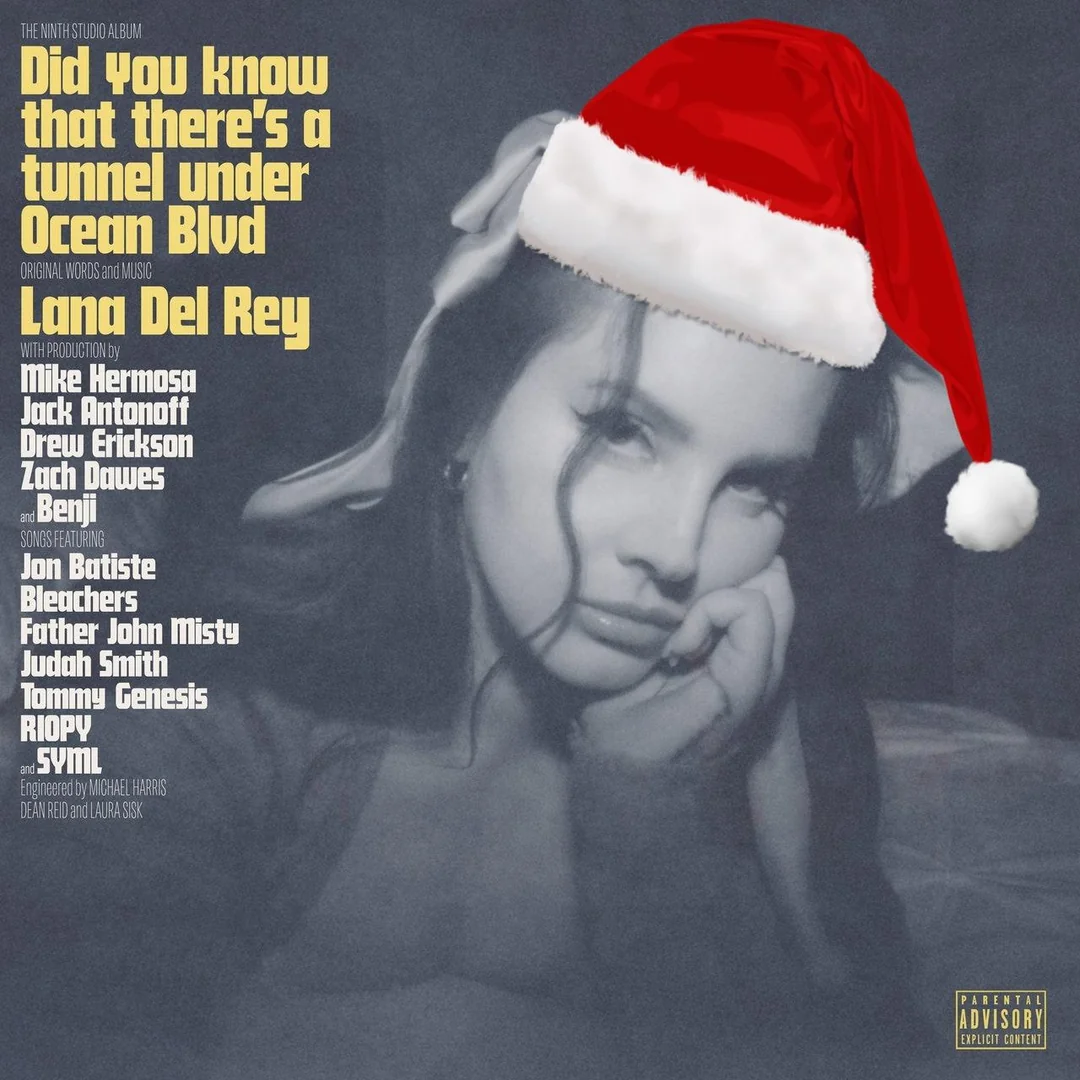 THE NINTH STUDIO ALBUM
Did you know
that there's a
tunnel under
Ocean Blvd
ORIGINAL WORDS and MUSIC
Lana Del Rey
WITH PRODUCTION by
Mike Hermosa
Jack Antonoff
Drew Erickson
Zach Dawes
and Benji
SONGS FEATURING
Jon Batiste
Bleachers
Father John Misty
Judah Smith
Tommy Genesis
RIOPY
and SYML
Engineered by MICHAEL HARRIS
DEAN REID and LAURA SISK
PARENTAL
ADVISORY
EXPLICIT CONTENT